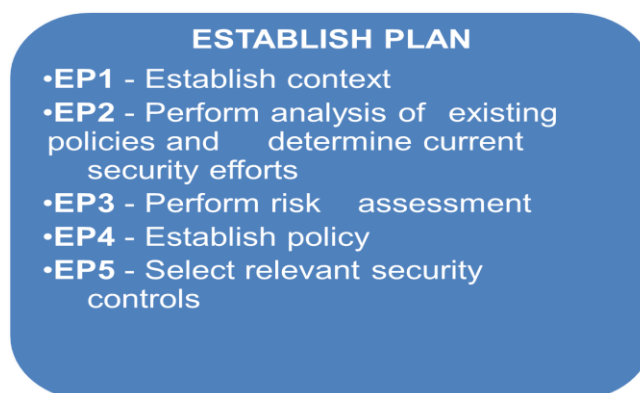 ESTABLISH PLAN
•EP1 - Establish context
•EP2 - Perform analysis of existing
policies and determine current
security efforts
•EP3 - Perform risk assessment
•EP4 - Establish policy
•EP5 - Select relevant security
controls